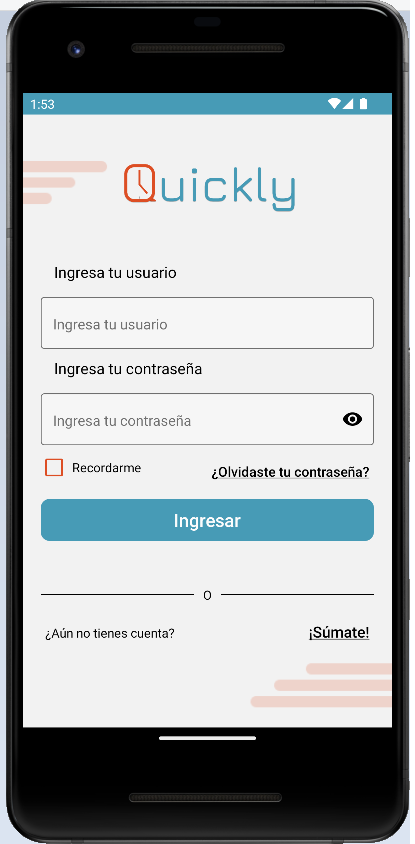 1:53
Quickly
Ingresa tu usuario
Ingresa tu usuario
Ingresa tu contraseña
Ingresa tu contraseña
Recordarme
¿Olvidaste tu contraseña?
Ingresar
O
¿Aún no tienes cuenta?
¡Súmate!